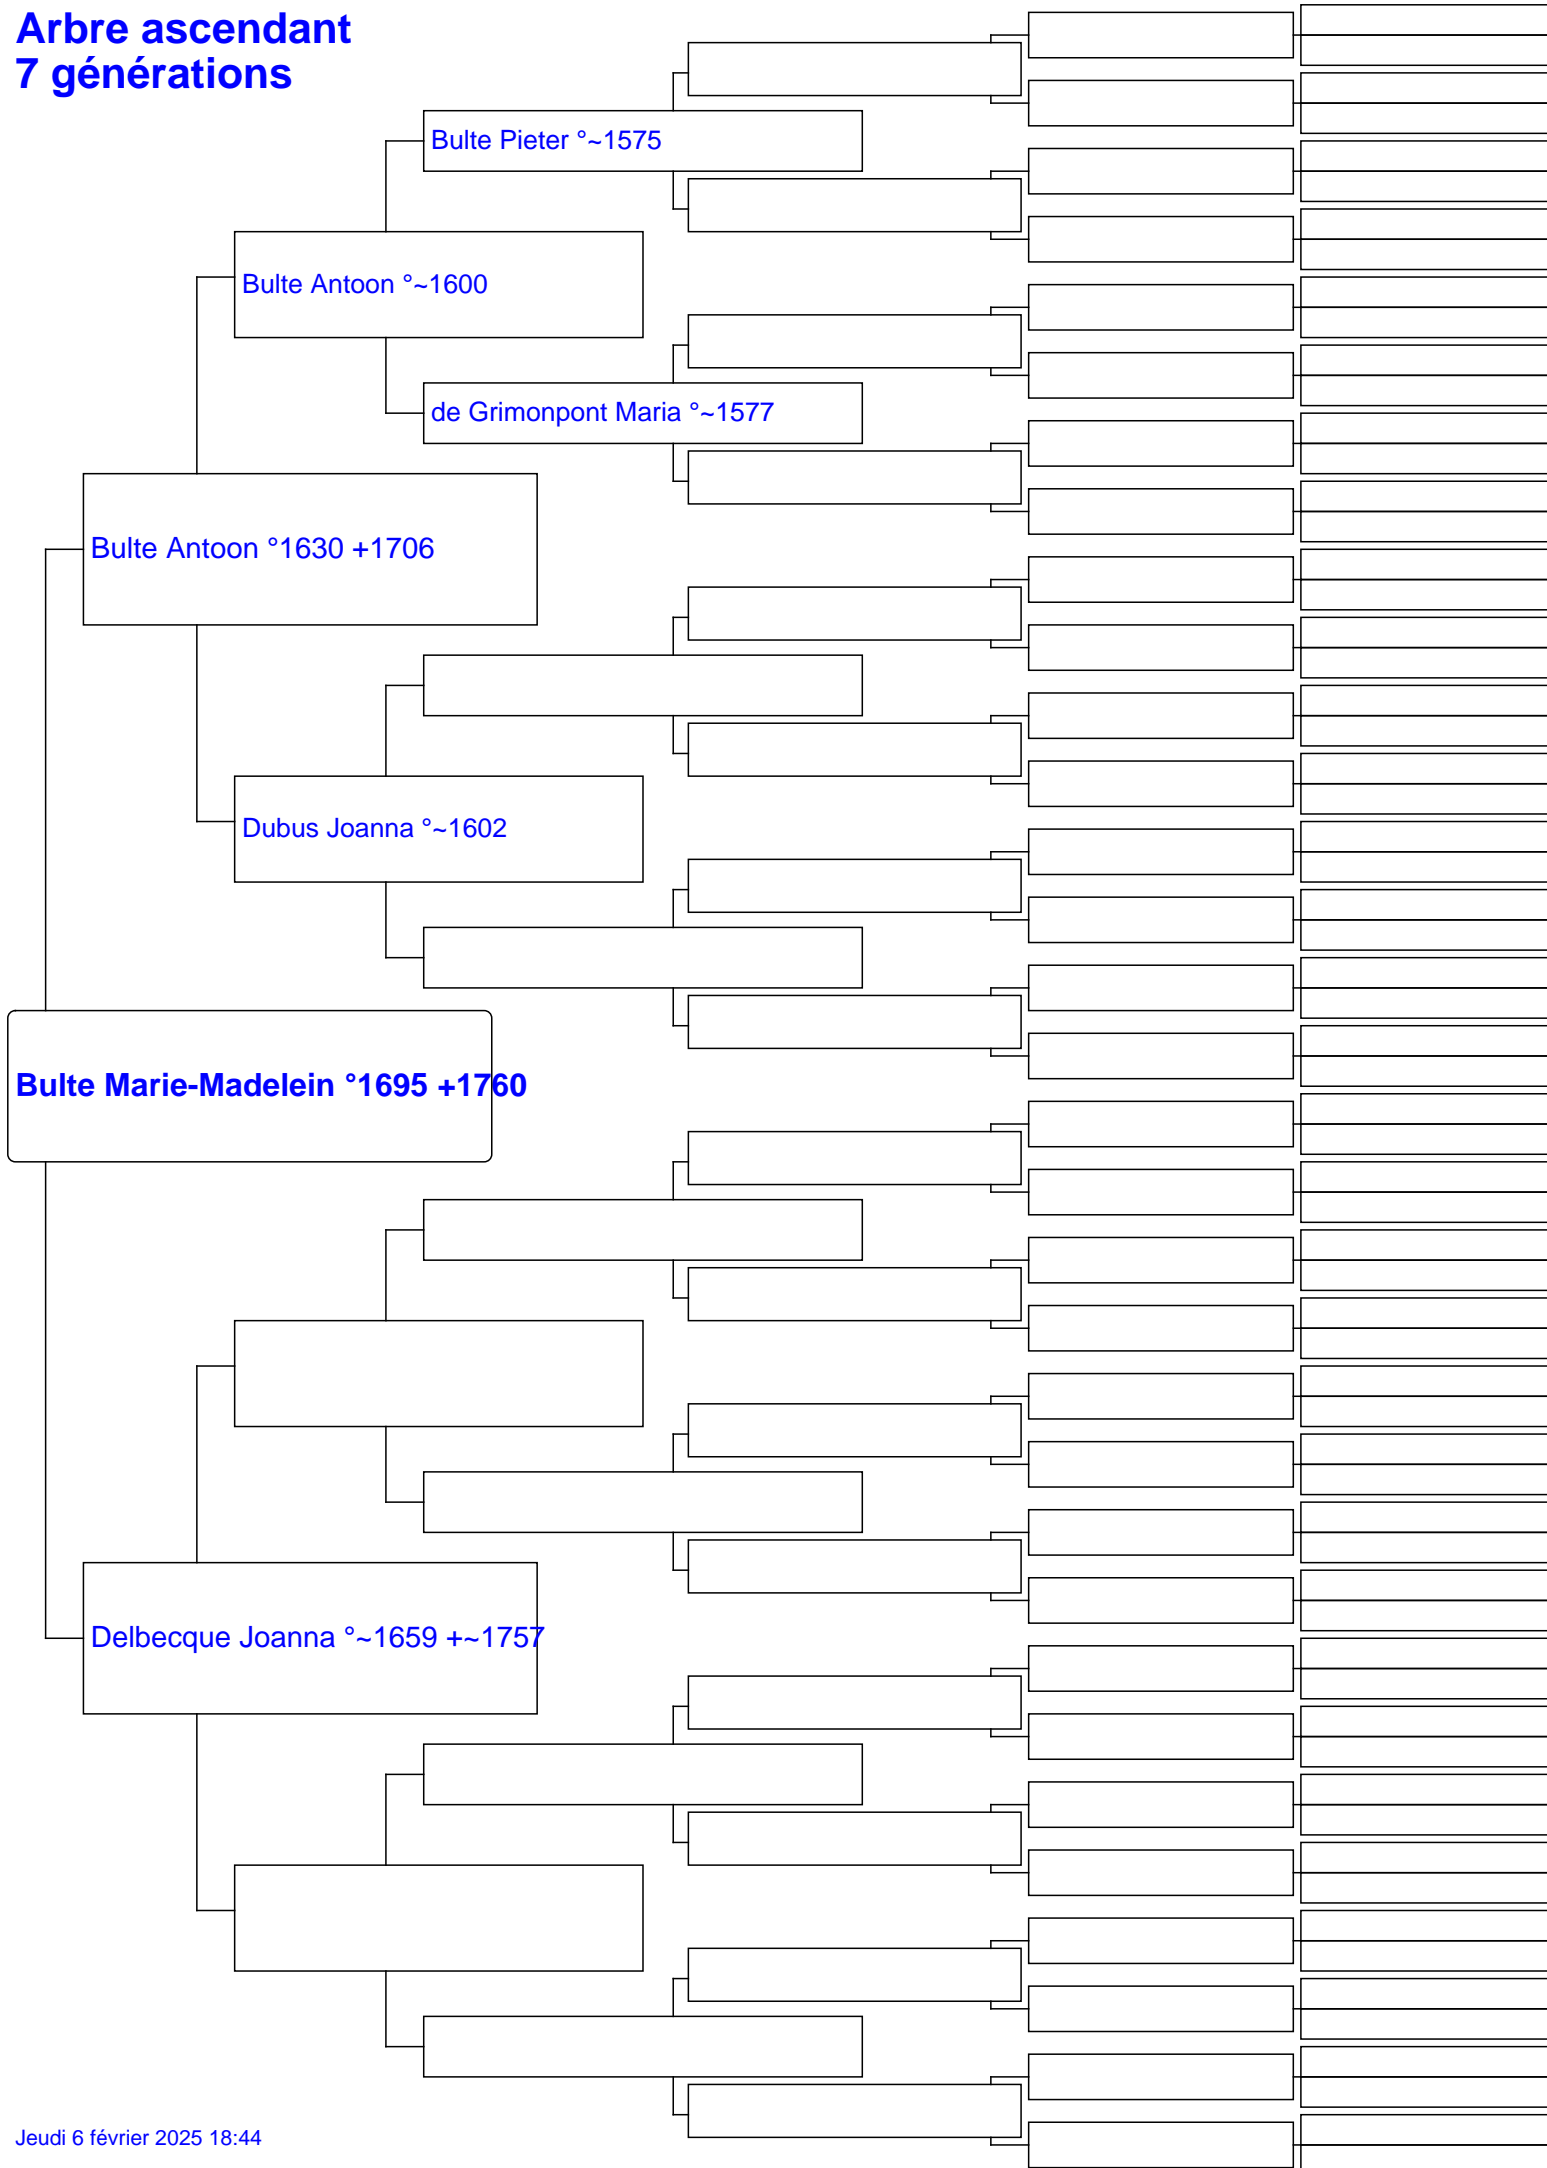 Arbre ascendant
7 générations
Bulte Pieter °~1575
Bulte Antoon °~1600
de Grimonpont Maria °~1577
Bulte Antoon °1630 +1706
Dubus Joanna °~1602
Bulte Marie-Madelein °1695 +1760
Delbecque Joanna °~1659 +~1757
Jeudi 6 février 2025 18:44